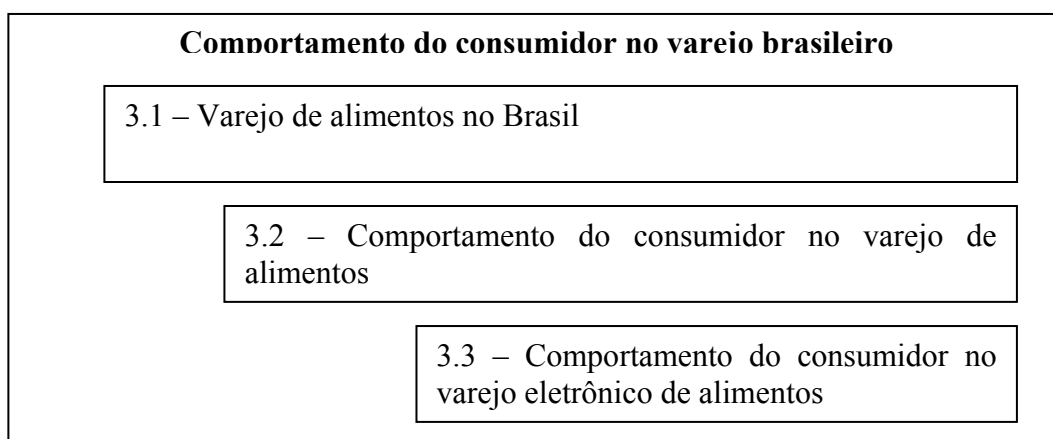 Comportamento do consumidor no varejo brasileiro
3.1 – Varejo de alimentos no Brasil
3.2 – Comportamento do consumidor no varejo de
alimentos
3.3 – Comportamento do consumidor no
varejo eletrônico de alimentos